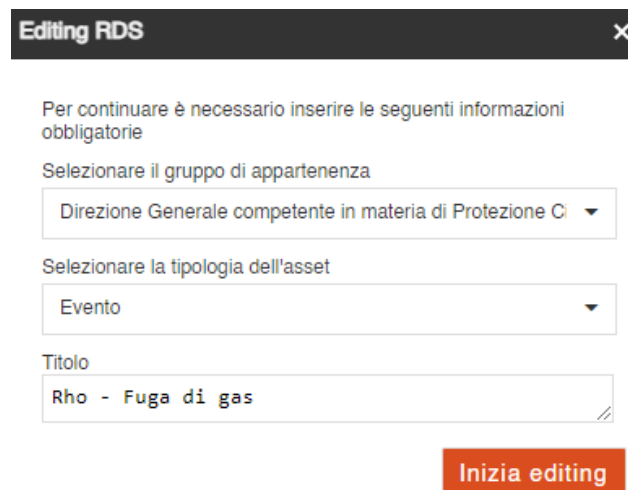 Editing RDS
Per continuare è necessario inserire le seguenti informazioni
obbligatorie
Selezionare il gruppo di appartenenza
Direzione Generale competente in materia di Protezione Ci
Selezionare la tipologia dell'asset
Evento
Titolo
Rho - Fuga di gas
Inizia editing